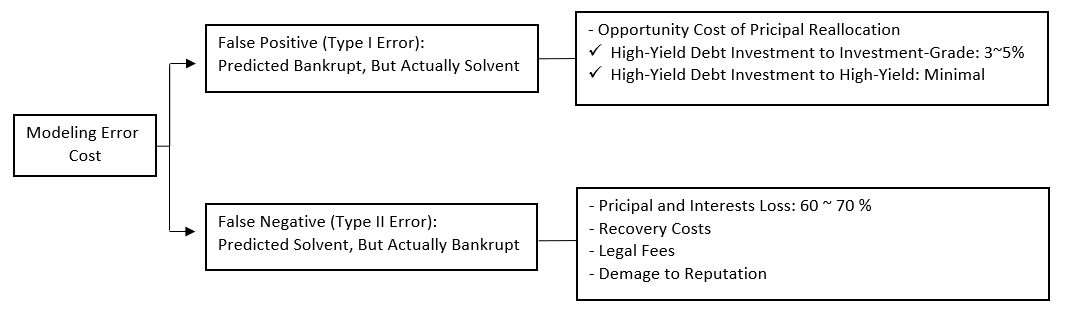 Modeling Error
Cost
False Positive (Type I Error):
Predicted Bankrupt, But Actually Solvent
- Opportunity Cost of Pricipal Reallocation
✓ High-Yield Debt Investment to Investment-Grade: 3~5%
✓ High-Yield Debt Investment to High-Yield: Minimal
False Negative (Type II Error):
Predicted Solvent, But Actually Bankrupt
- Pricipal and Interests Loss: 60 ~ 70 %
- Recovery Costs
- Legal Fees
- Demage to Reputation